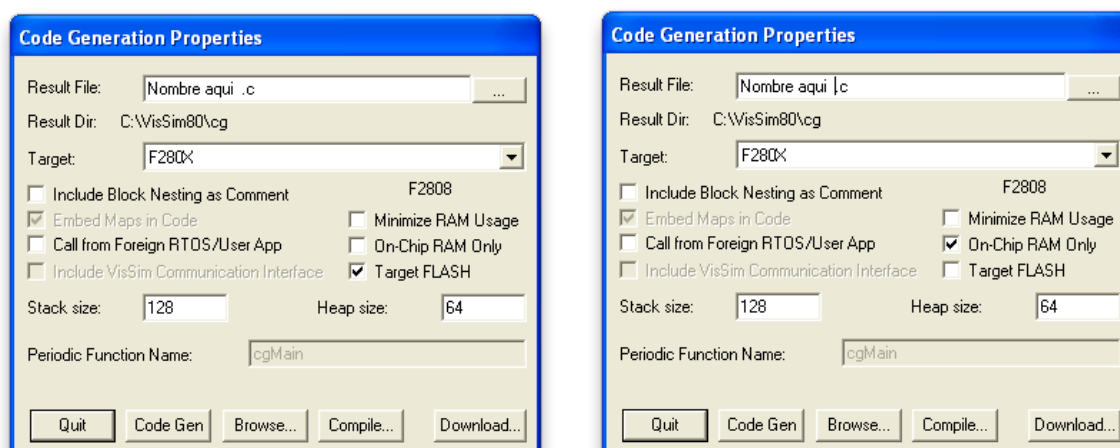 Code Generation Properties
Result File: Nombre aqui .c ...
Result Dir: C:\VisSim80\cg
Target: F280X
Include Block Nesting as Comment F2808
Embed Maps in Code Minimize RAM Usage
Call from Foreign RTOS/User App On-Chip RAM Only
Include VisSim Communication Interface Target FLASH
Stack size: 128 Heap size: 64
Periodic Function Name: cgMain
Quit Code Gen Browse... Compile... Download...
Code Generation Properties
Result File: Nombre aqui .c ...
Result Dir: C:\VisSim80\cg
Target: F280X
Include Block Nesting as Comment F2808
Embed Maps in Code Minimize RAM Usage
Call from Foreign RTOS/User App On-Chip RAM Only
Include VisSim Communication Interface Target FLASH
Stack size: 128 Heap size: 64
Periodic Function Name: cgMain
Quit Code Gen Browse... Compile... Download...